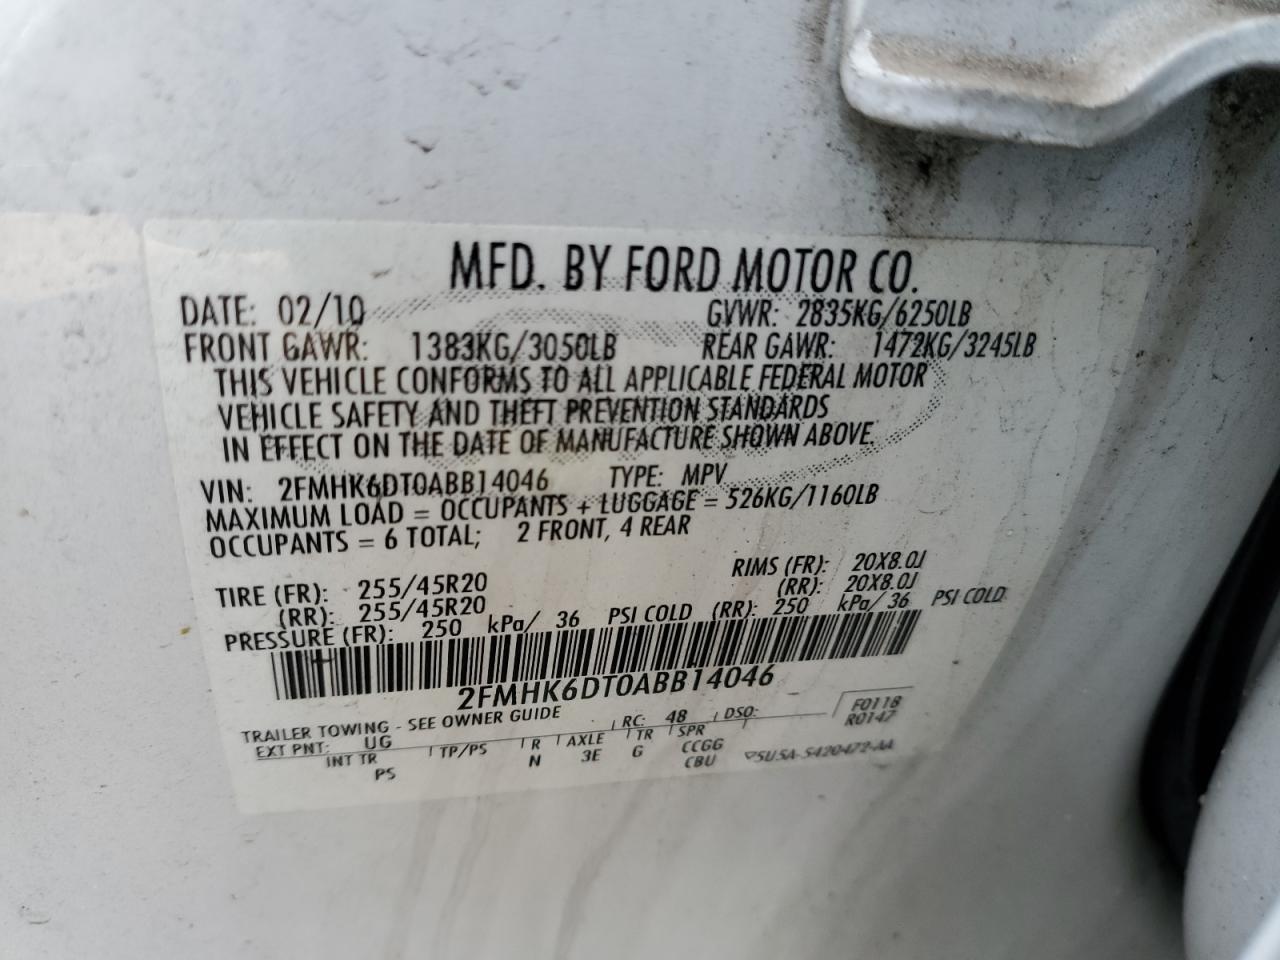 MFD. BY FORD MOTOR CO.
DATE: 02/10 GVWR: 2835KG/6250LB
FRONT GAWR: 1383KG/3050LB REAR GAWR: 1472KG/3245LB
THIS VEHICLE CONFORMS TO ALL APPLICABLE FEDERAL MOTOR
VEHICLE SAFETY AND THEFT PREVENTION STANDARDS
IN EFFECT ON THE DATE OF MANUFACTURE SHOWN ABOVE.
VIN: 2FMHK6DT0ABB14046 TYPE: MPV
MAXIMUM LOAD = OCCUPANTS + LUGGAGE = 526KG/1160LB
OCCUPANTS = 6 TOTAL; 2 FRONT, 4 REAR
TIRE (FR): 255/45R20 RIMS (FR): 20X8.0J
(RR): 255/45R20 (RR): 20X8.0J
PRESSURE (FR): 250 kPa/ 36 PSI COLD (RR): 250 kPa/ 36 PSI COLD
2FMHK6DT0ABB14046
TRAILER TOWING - SEE OWNER GUIDE
EXT PNT: UG RC: 48 DSO: F0118
R0147
INT TR TP/PS R AXLE TR SPR
PS N 3E G CCGG
CBU 5U5A-5420472-AA